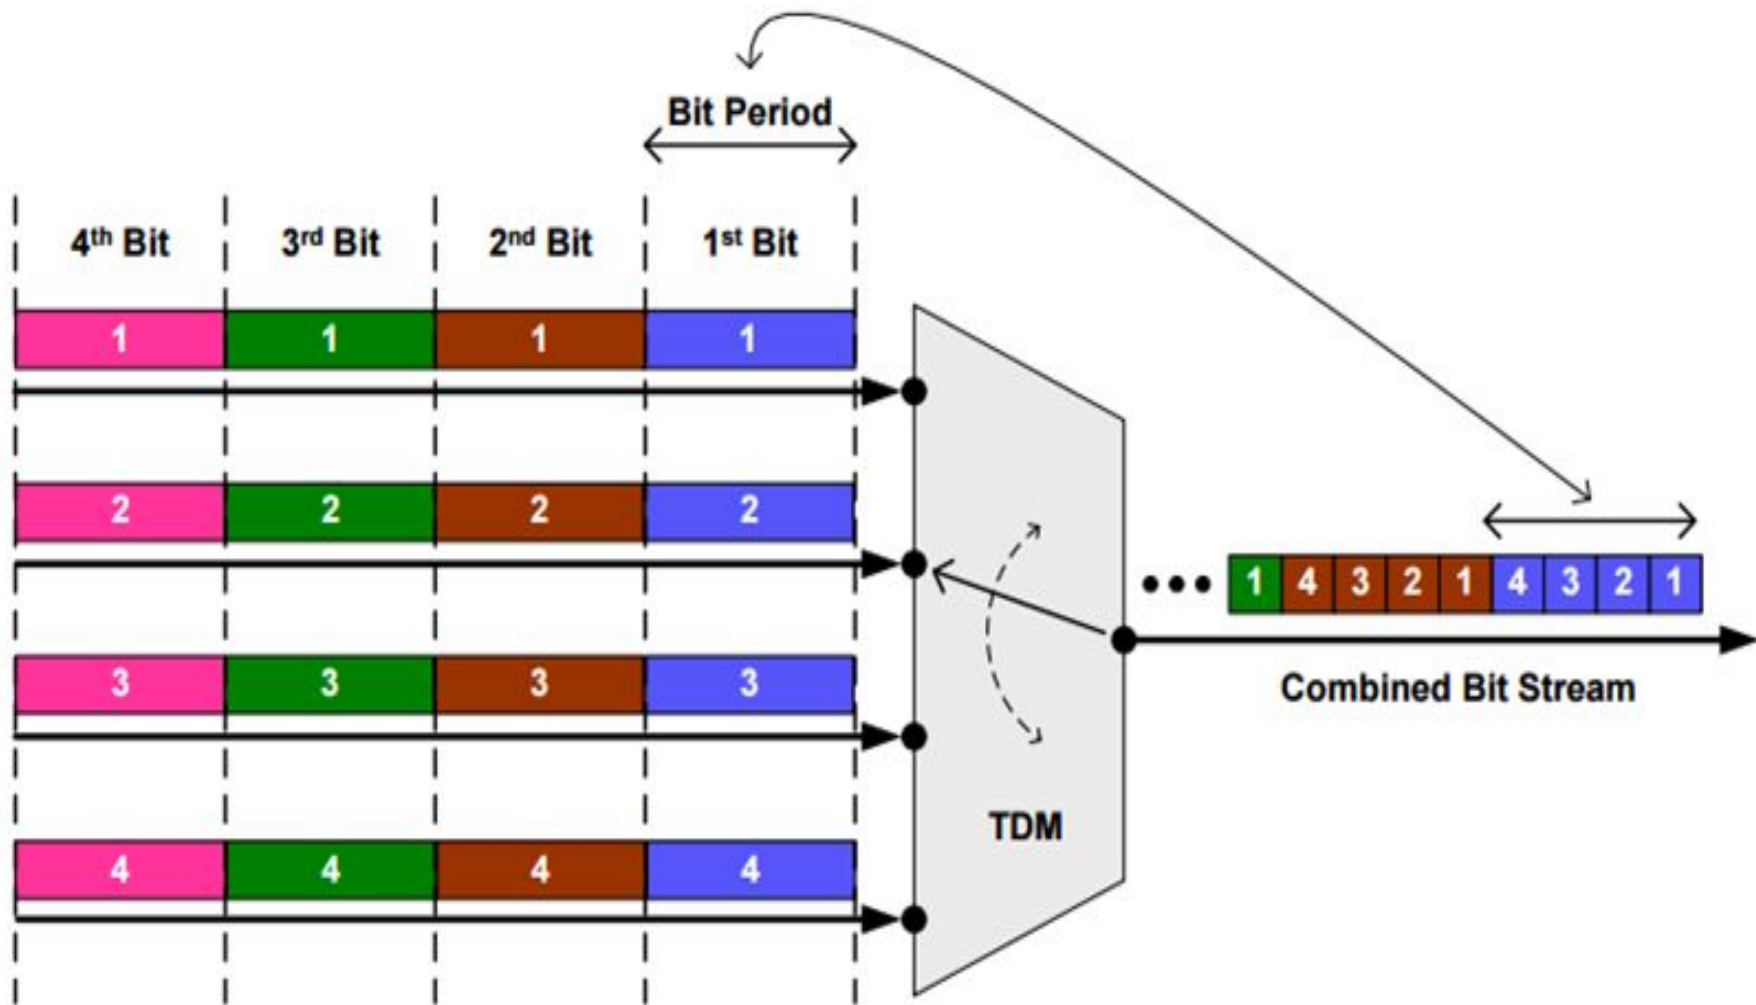 Bit Period
4th Bit 3rd Bit 2nd Bit 1st Bit
1 1 1 1
2 2 2 2
1 4 3 2 1 4 3 2 1
3 3 3 3
Combined Bit Stream
TDM
4 4 4 4